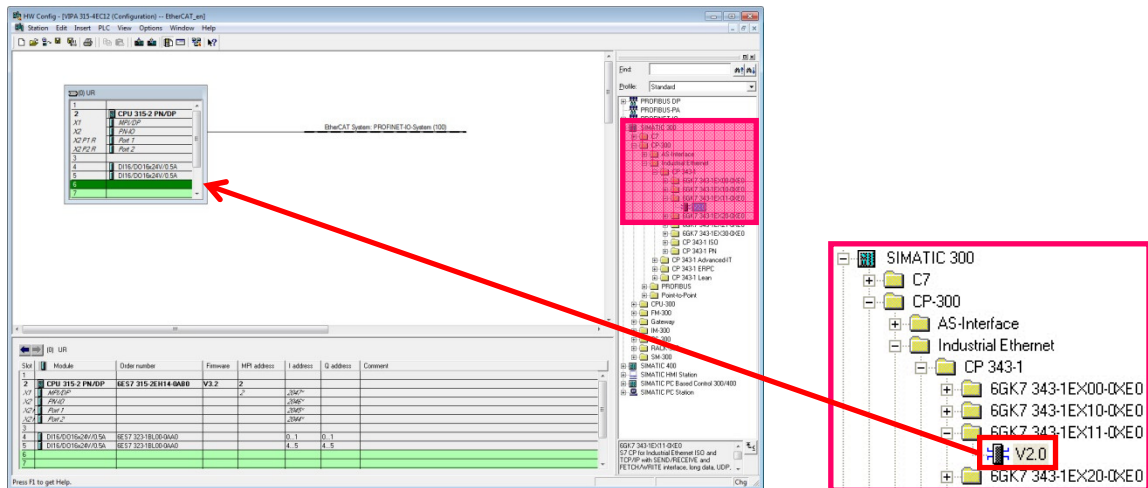 HW Config - [VIPA 315-4EC12 (Configuration) -- EtherCAT_en]
Station Edit Insert PLC View Options Window Help
(0) UR
1
2 CPU 315-2 PN/DP
X1 MPI/DP
X2 PN-IO
X2 P1 R Port 1
X2 P2 R Port 2
3
4 DI16/DO16x24V/0.5A
5 DI16/DO16x24V/0.5A
6
7
EtherCAT System: PROFINET-IO-System (100)
Find:
Profile: Standard
PROFIBUS DP
PROFIBUS-PA
SIMATIC 300
C7
CP-300
AS-Interface
Industrial Ethernet
CP 343-1
6GK7 343-1EX00-0XE0
6GK7 343-1EX10-0XE0
6GK7 343-1EX11-0XE0
6GK7 343-1EX20-0XE0
6GK7 343-1EX30-0XE0
CP 343-1 ISO
CP 343-1 PN
CP 343-1 Advanced-IT
CP 343-1 ERPC
CP 343-1 Lean
PROFIBUS
Point-to-Point
CPU-300
FM-300
Gateway
IM-300
RACK-300
SM-300
SIMATIC 400
SIMATIC HMI Station
SIMATIC PC Based Control 300/400
SIMATIC PC Station
(0) UR
Slot Module Order number Firmware MPI address I address Q address Comment
1
2 CPU 315-2 PN/DP 6ES7 315-2EH14-0AB0 V3.2 2
X1 MPI/DP 2 2047*
X2 PN-IO 2046*
X2 Port 1 2045*
X2 Port 2 2044*
3
4 DI16/DO16x24V/0.5A 6ES7 323-1BL00-0AA0 0...1 0...1
5 DI16/DO16x24V/0.5A 6ES7 323-1BL00-0AA0 4...5 4...5
6
7
6GK7 343-1EX11-0XE0
S7 CP for Industrial Ethernet ISO and
TCP/IP with SEND/RECEIVE and
FETCH/WRITE interface, long data, UDP,
Press F1 to get Help.
Chg
SIMATIC 300
C7
CP-300
AS-Interface
Industrial Ethernet
CP 343-1
6GK7 343-1EX00-0XE0
6GK7 343-1EX10-0XE0
6GK7 343-1EX11-0XE0
V2.0
6GK7 343-1EX20-0XE0